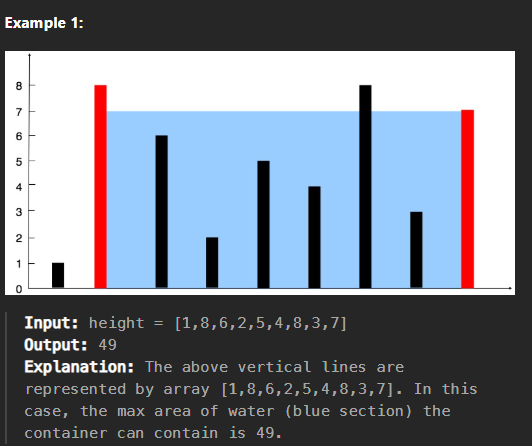 Example 1:
8
7
6
5
4
3
2
1
0
Input: height = [1,8,6,2,5,4,8,3,7]
Output: 49
Explanation: The above vertical lines are
represented by array [1,8,6,2,5,4,8,3,7]. In this
case, the max area of water (blue section) the
container can contain is 49.